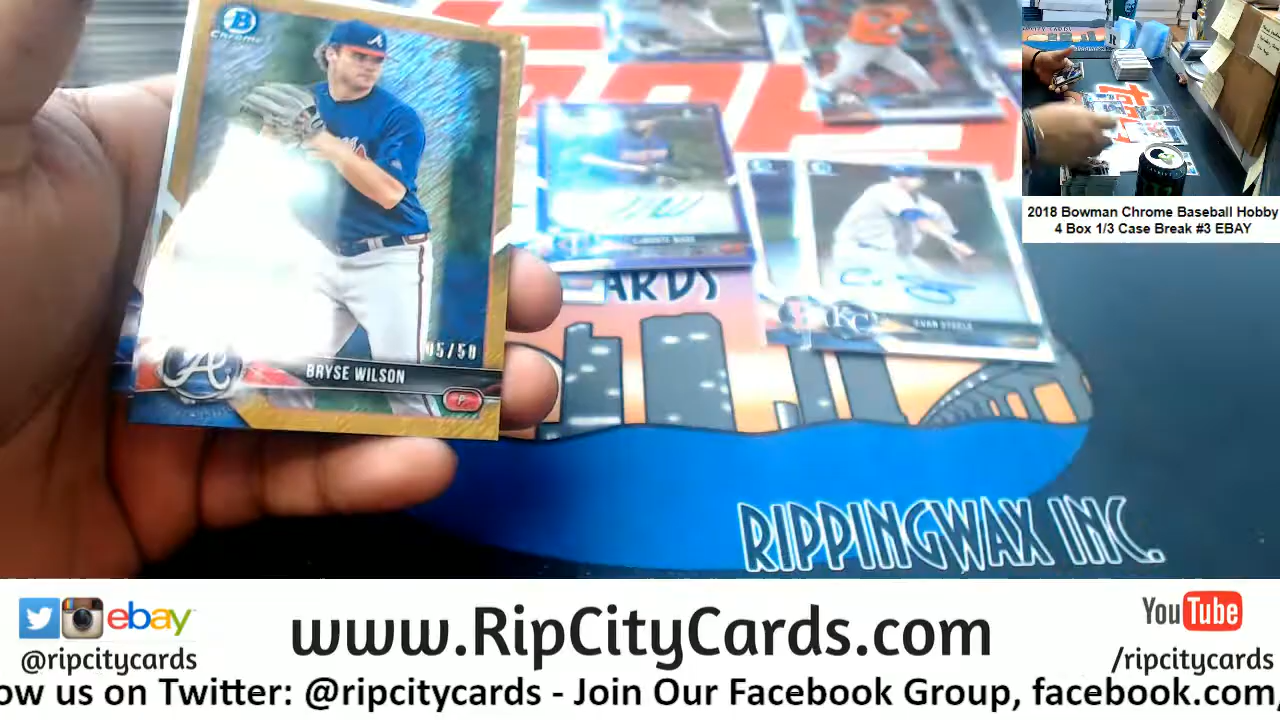 B
Chrome
A
05/50
BRYSE WILSON
P
A
ARDS
EVAN STEELE
RIPPINGWAX INC.
2018 Bowman Chrome Baseball Hobby
4 Box 1/3 Case Break #3 EBAY
ebay
@ripcitycards
www.RipCityCards.com
YouTube
/ripcitycards
ow us on Twitter: @ripcitycards - Join Our Facebook Group, facebook.com